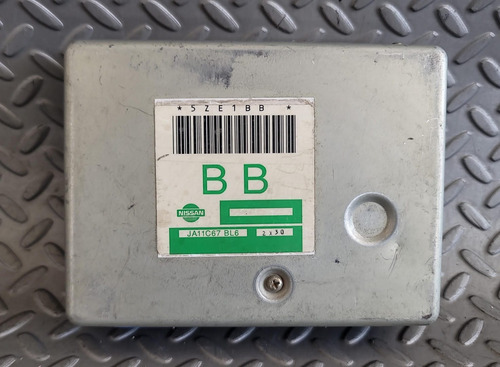 *5ZE1BB*
BB
NISSAN
JA11C67 BL6 2x30